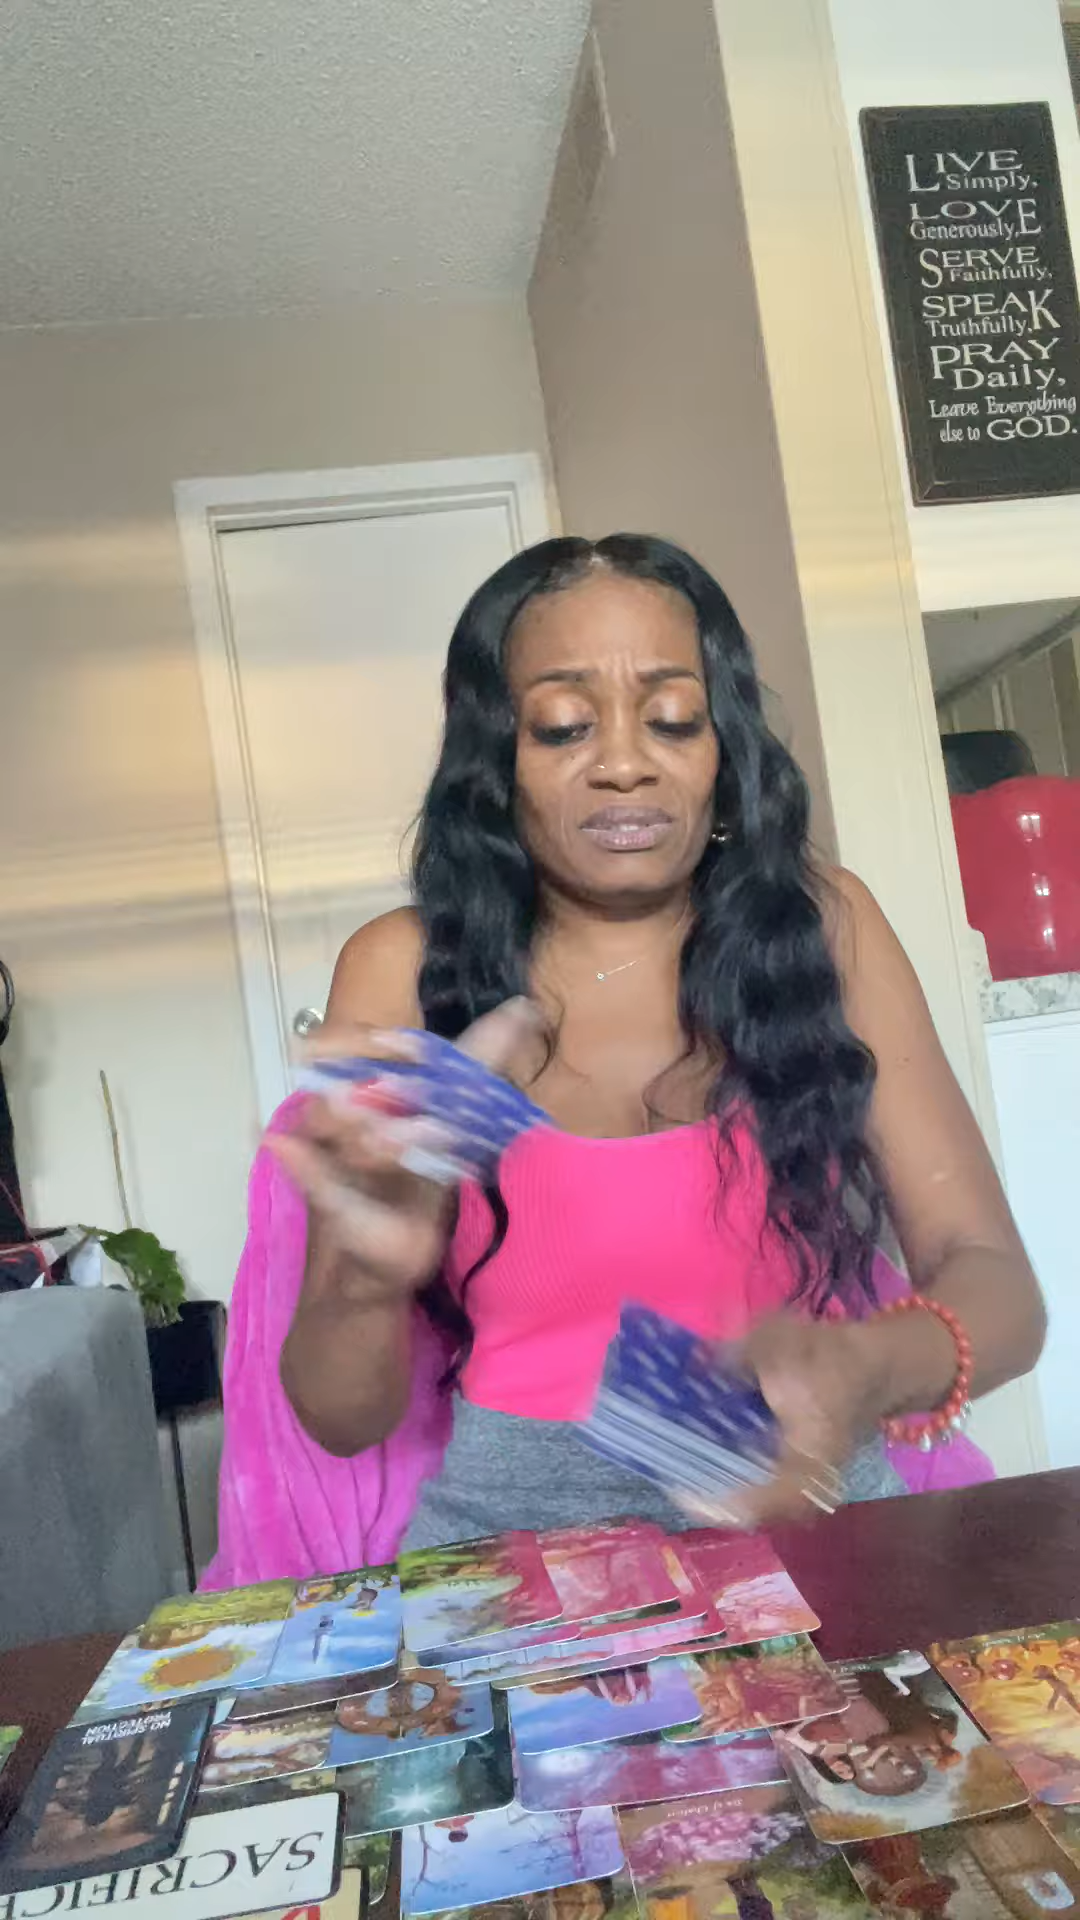 LIVE
Simply,
LOVE
Generously,
SERVE
Faithfully,
SPEAK
Truthfully,
PRAY
Daily,
Leave Everything
else to GOD.
NO SPIRITUAL
PROTECTION
SACRIFICE